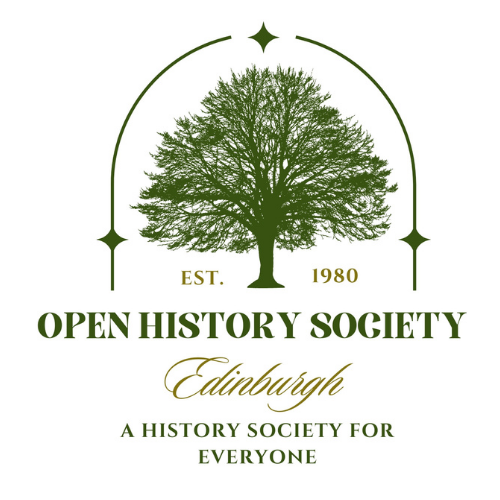 EST. 1980
OPEN HISTORY SOCIETY
Edinburgh
A HISTORY SOCIETY FOR
EVERYONE